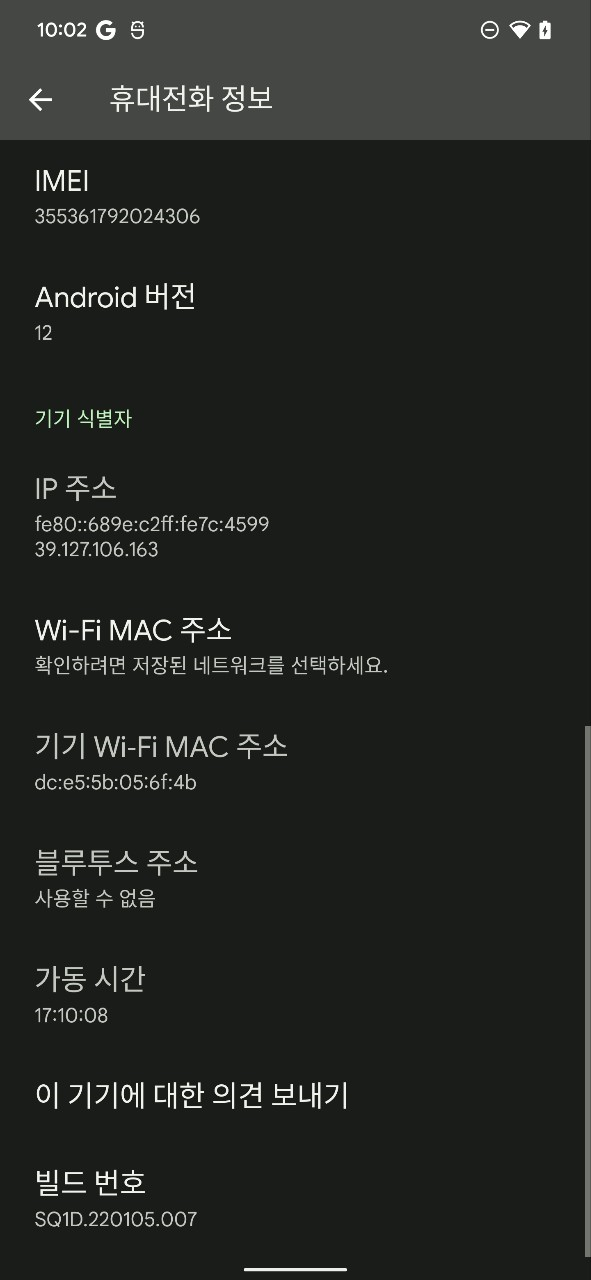 10:02
휴대전화 정보
IMEI
355361792024306
Android 버전
12
기기 식별자
IP 주소
fe80::689e:c2ff:fe7c:4599
39.127.106.163
Wi-Fi MAC 주소
확인하려면 저장된 네트워크를 선택하세요.
기기 Wi-Fi MAC 주소
dc:e5:5b:05:6f:4b
블루투스 주소
사용할 수 없음
가동 시간
17:10:08
이 기기에 대한 의견 보내기
빌드 번호
SQ1D.220105.007